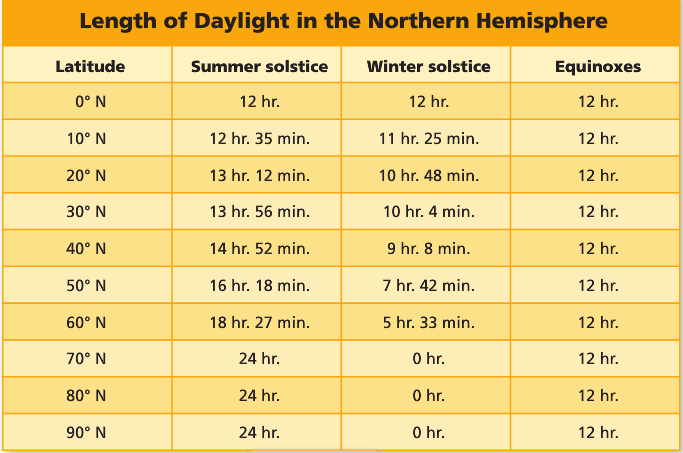 Length of Daylight in the Northern Hemisphere
Latitude Summer solstice Winter solstice Equinoxes
0° N 12 hr. 12 hr. 12 hr.
10° N 12 hr. 35 min. 11 hr. 25 min. 12 hr.
20° N 13 hr. 12 min. 10 hr. 48 min. 12 hr.
30° N 13 hr. 56 min. 10 hr. 4 min. 12 hr.
40° N 14 hr. 52 min. 9 hr. 8 min. 12 hr.
50° N 16 hr. 18 min. 7 hr. 42 min. 12 hr.
60° N 18 hr. 27 min. 5 hr. 33 min. 12 hr.
70° N 24 hr. 0 hr. 12 hr.
80° N 24 hr. 0 hr. 12 hr.
90° N 24 hr. 0 hr. 12 hr.